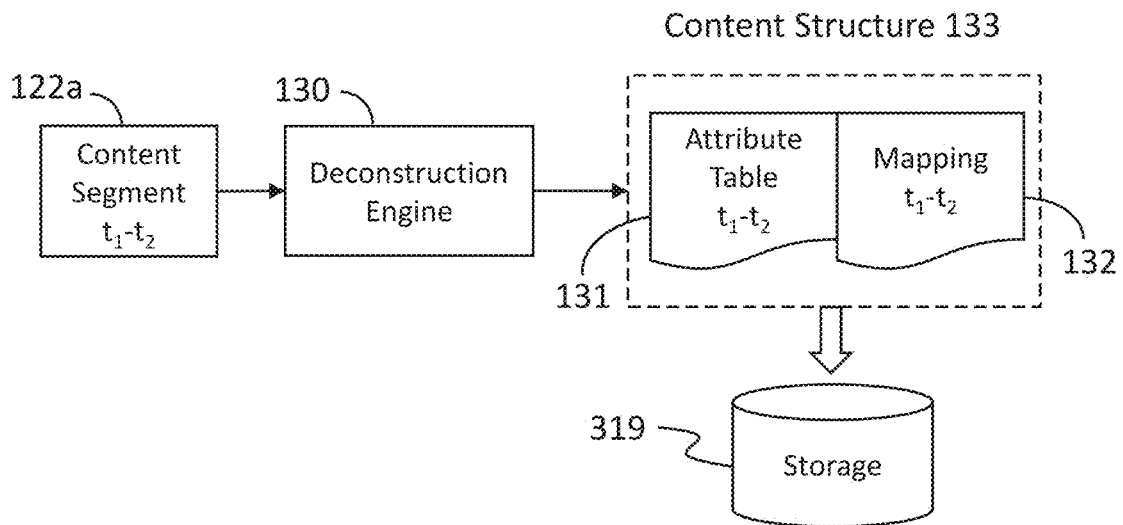 Content Structure 133
122a
130
Content
Segment
t₁-t₂
Deconstruction
Engine
Attribute
Table
t₁-t₂
Mapping
t₁-t₂
131
132
319
Storage